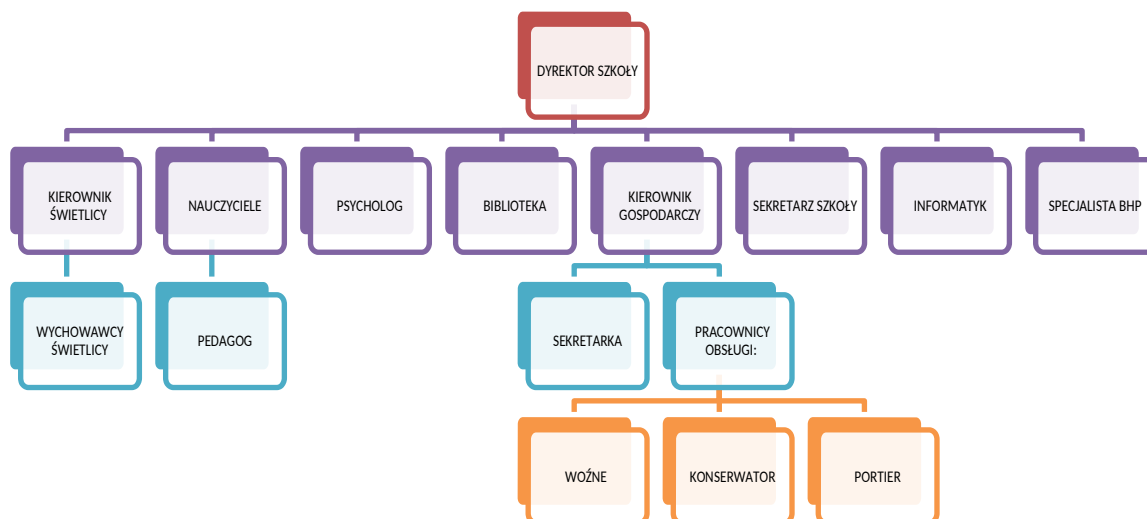 DYREKTOR SZKOŁY
KIEROWNIK
ŚWIETLICY
NAUCZYCIELE
PSYCHOLOG
BIBLIOTEKA
KIEROWNIK
GOSPODARCZY
SEKRETARZ SZKOŁY
INFORMATYK
SPECJALISTA BHP
WYCHOWAWCY
ŚWIETLICY
PEDAGOG
SEKRETARKA
PRACOWNICY
OBSŁUGI:
WOŹNE
KONSERWATOR
PORTIER